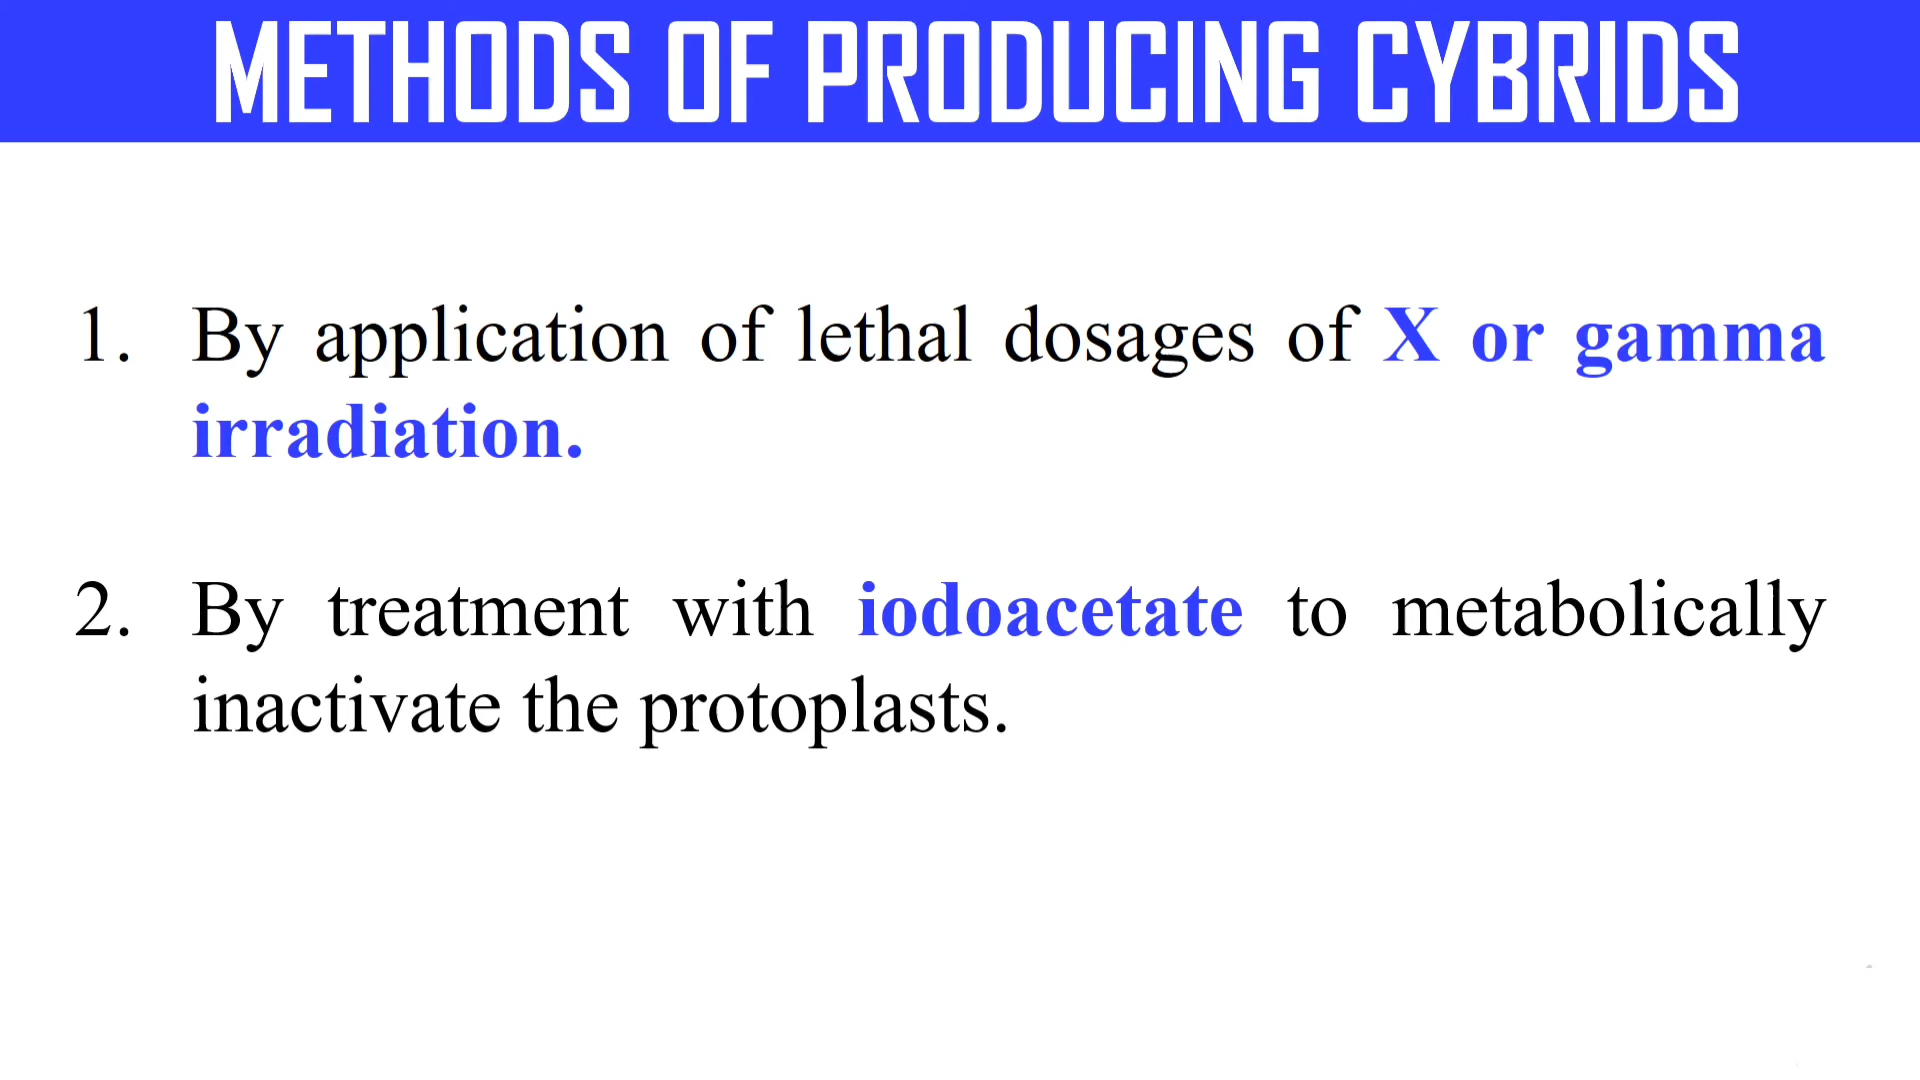 METHODS OF PRODUCING CYBRIDS
1. By application of lethal dosages of X or gamma
irradiation.
2. By treatment with iodoacetate to metabolically
inactivate the protoplasts.